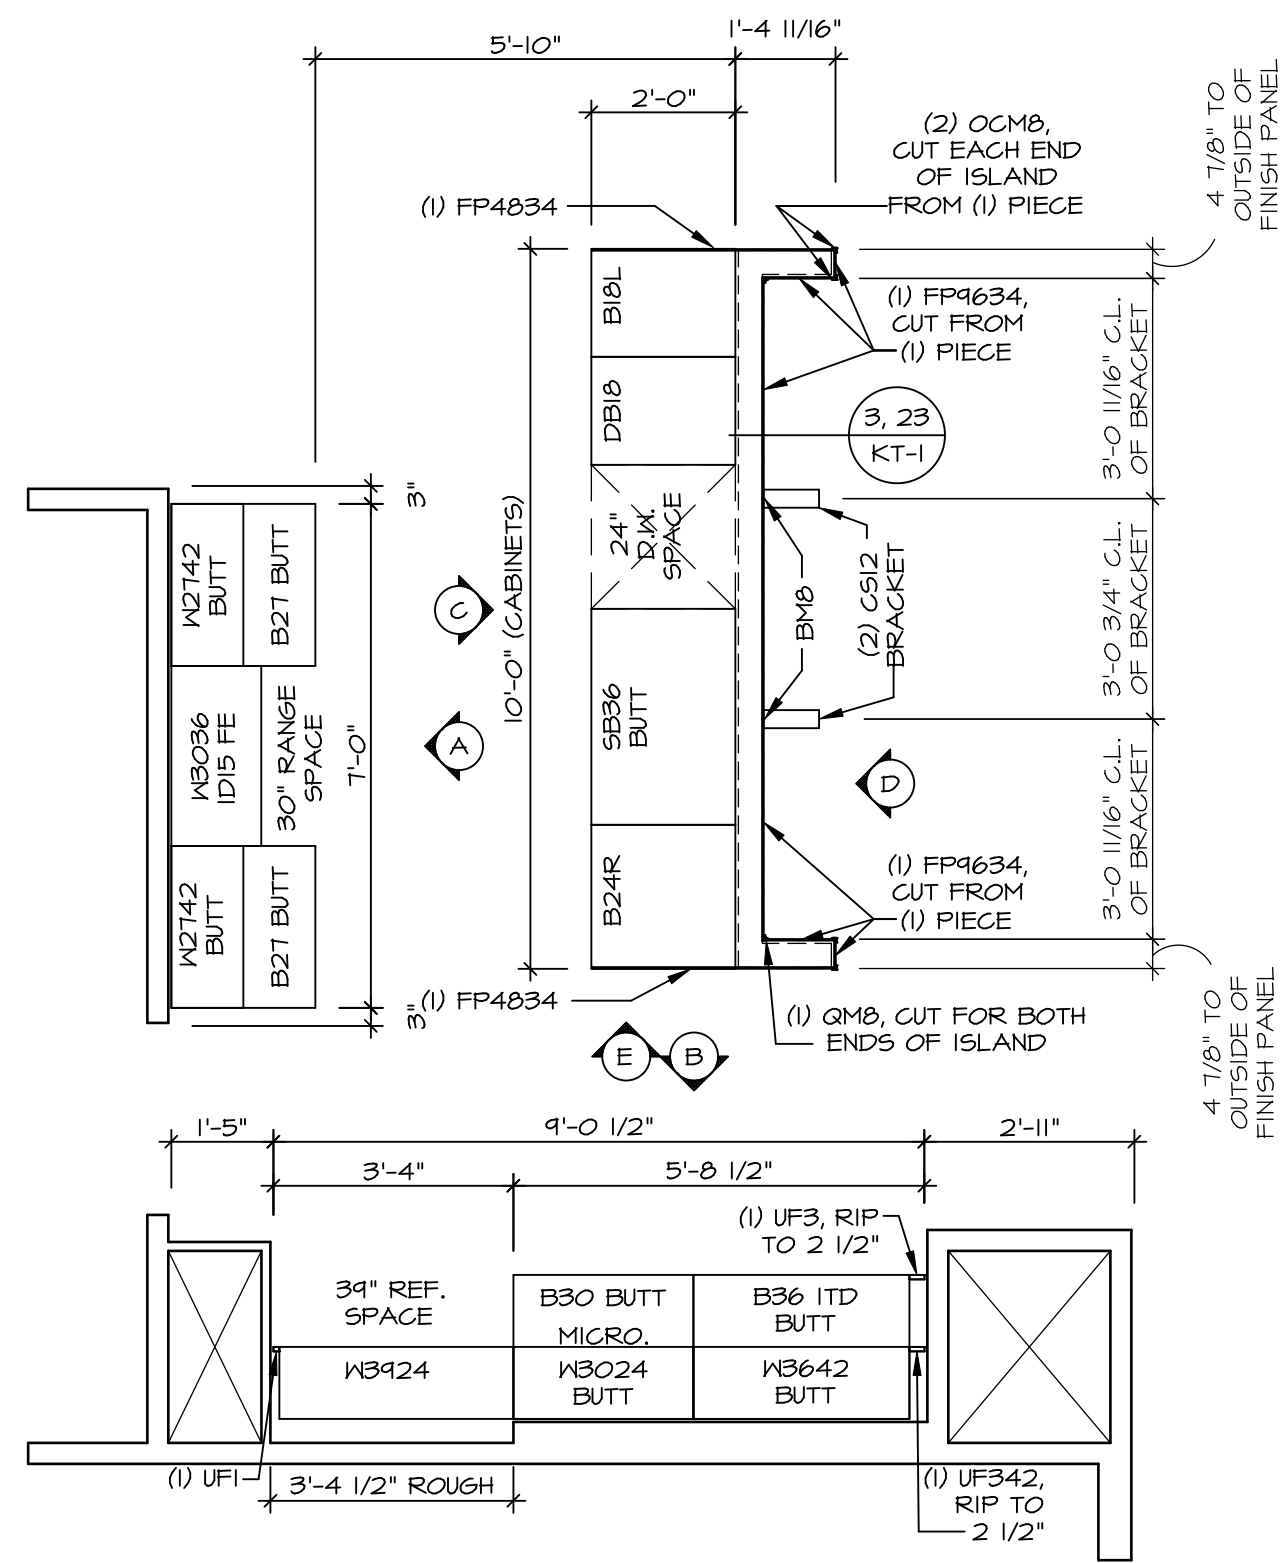 1'-4 11/16"
5'-10"
2'-0"
4 7/8" TO
OUTSIDE OF
FINISH PANEL
(2) OCM8,
CUT EACH END
OF ISLAND
FROM (1) PIECE
(1) FP4834
B18L
(1) FP9634,
CUT FROM
(1) PIECE
3'-0 11/16" C.L.
OF BRACKET
DB18
3, 23
KT-1
3"
24"
D.W.
SPACE
10'-0" (CABINETS)
W2742
BUTT
B27 BUTT
C
BM8
(2) CS12
BRACKET
3'-0 3/4" C.L.
OF BRACKET
W3036
1D15 FE
30" RANGE
SPACE
7'-0"
A
SB36
BUTT
D
3'-0 11/16" C.L.
OF BRACKET
W2742
BUTT
B27 BUTT
B24R
(1) FP9634,
CUT FROM
(1) PIECE
3"
(1) FP4834
(1) QM8, CUT FOR BOTH
ENDS OF ISLAND
E
B
4 7/8" TO
OUTSIDE OF
FINISH PANEL
1'-5"
9'-0 1/2"
2'-11"
3'-4"
5'-8 1/2"
(1) UF3, RIP
TO 2 1/2"
39" REF.
SPACE
B30 BUTT
MICRO.
B36 1TD
BUTT
W3924
W3024
BUTT
W3642
BUTT
(1) UF1
3'-4 1/2" ROUGH
(1) UF342,
RIP TO
2 1/2"